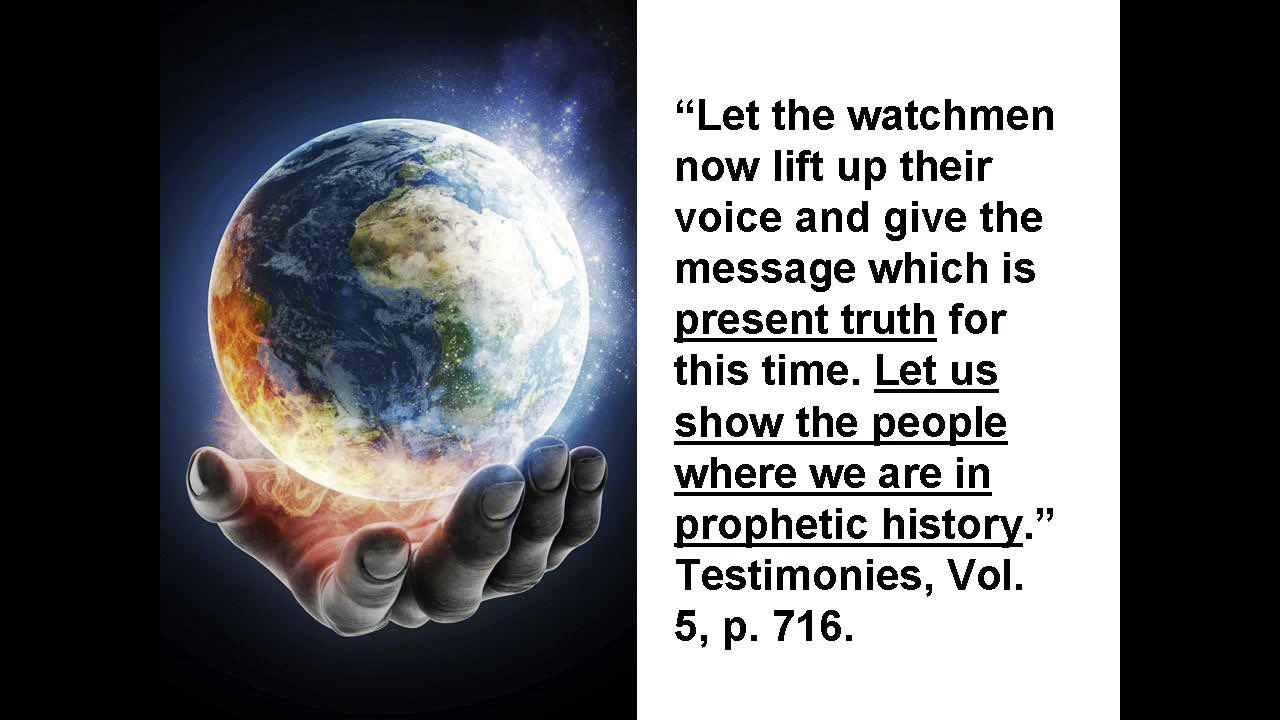 “Let the watchmen
now lift up their
voice and give the
message which is
present truth for
this time. Let us
show the people
where we are in
prophetic history.”
Testimonies, Vol.
5, p. 716.